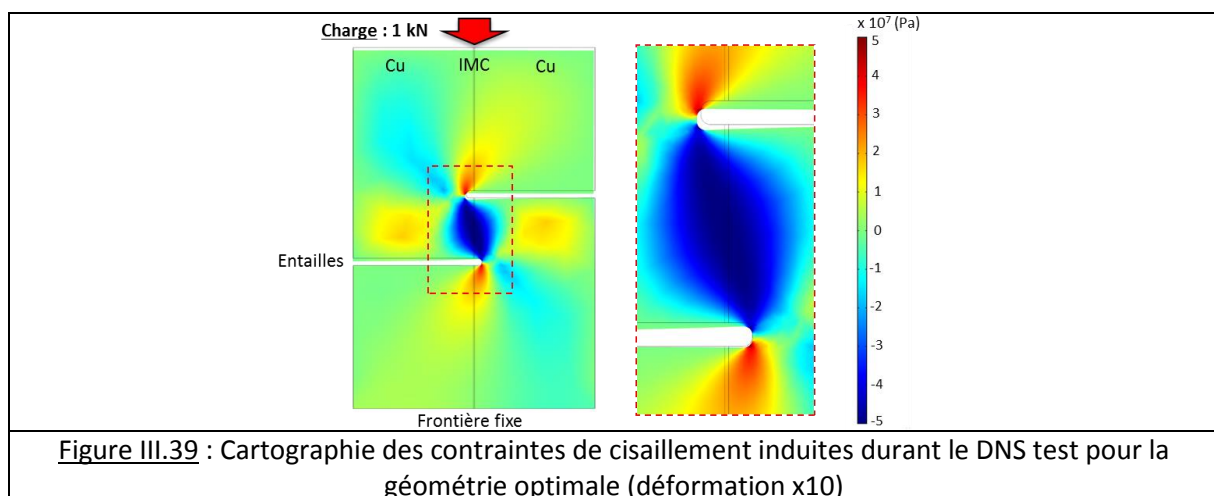 Charge : 1 kN
x 10⁷ (Pa)
Cu
IMC
Cu
5
4
3
2
1
0
-1
-2
-3
-4
-5
Entailles
Frontière fixe
Figure III.39 : Cartographie des contraintes de cisaillement induites durant le DNS test pour la
géométrie optimale (déformation x10)